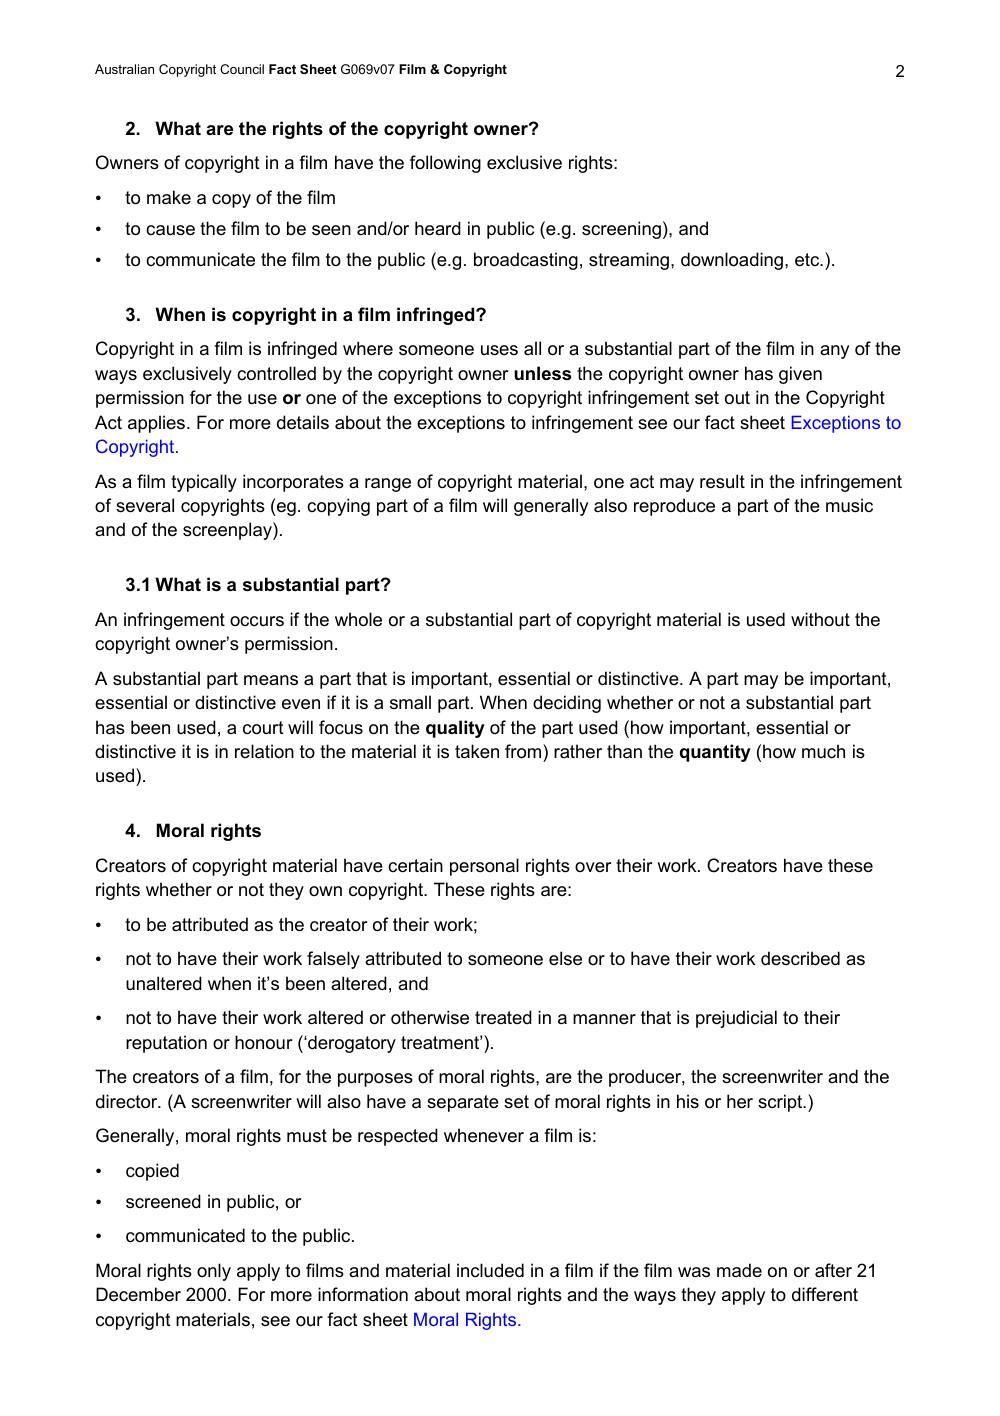 Australian Copyright Council Fact Sheet G069v07 Film & Copyright 2
2. What are the rights of the copyright owner?
Owners of copyright in a film have the following exclusive rights:
• to make a copy of the film
• to cause the film to be seen and/or heard in public (e.g. screening), and
• to communicate the film to the public (e.g. broadcasting, streaming, downloading, etc.).
3. When is copyright in a film infringed?
Copyright in a film is infringed where someone uses all or a substantial part of the film in any of the
ways exclusively controlled by the copyright owner unless the copyright owner has given
permission for the use or one of the exceptions to copyright infringement set out in the Copyright
Act applies. For more details about the exceptions to infringement see our fact sheet Exceptions to
Copyright.
As a film typically incorporates a range of copyright material, one act may result in the infringement
of several copyrights (eg. copying part of a film will generally also reproduce a part of the music
and of the screenplay).
3.1 What is a substantial part?
An infringement occurs if the whole or a substantial part of copyright material is used without the
copyright owner’s permission.
A substantial part means a part that is important, essential or distinctive. A part may be important,
essential or distinctive even if it is a small part. When deciding whether or not a substantial part
has been used, a court will focus on the quality of the part used (how important, essential or
distinctive it is in relation to the material it is taken from) rather than the quantity (how much is
used).
4. Moral rights
Creators of copyright material have certain personal rights over their work. Creators have these
rights whether or not they own copyright. These rights are:
• to be attributed as the creator of their work;
• not to have their work falsely attributed to someone else or to have their work described as
unaltered when it’s been altered, and
• not to have their work altered or otherwise treated in a manner that is prejudicial to their
reputation or honour (‘derogatory treatment’).
The creators of a film, for the purposes of moral rights, are the producer, the screenwriter and the
director. (A screenwriter will also have a separate set of moral rights in his or her script.)
Generally, moral rights must be respected whenever a film is:
• copied
• screened in public, or
• communicated to the public.
Moral rights only apply to films and material included in a film if the film was made on or after 21
December 2000. For more information about moral rights and the ways they apply to different
copyright materials, see our fact sheet Moral Rights.